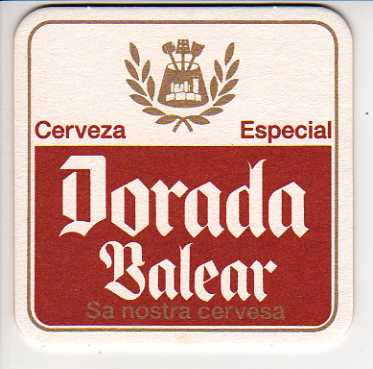 Cerveza Especial
Dorada
Balear
Sa nostra cervesa